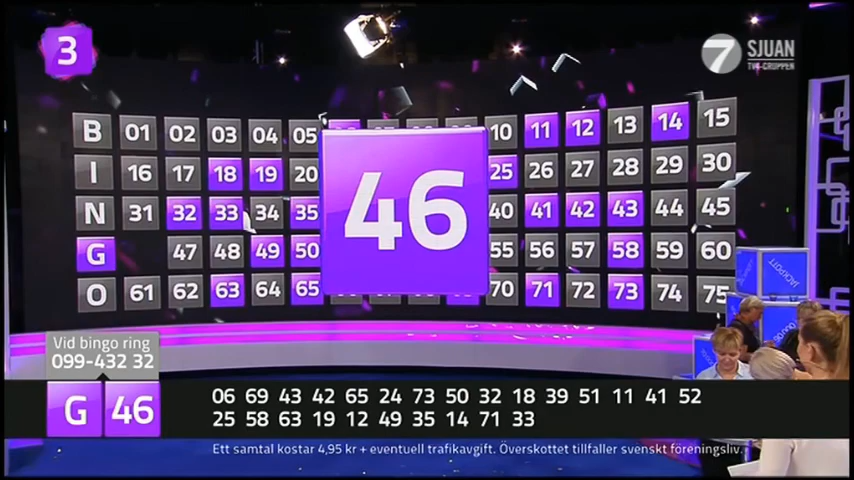 3
7 SJUAN
TV4-GRUPPEN
B 01 02 03 04 05 10 11 12 13 14 15
I 16 17 18 19 20 25 26 27 28 29 30
N 31 32 33 34 35 40 41 42 43 44 45
G 47 48 49 50 55 56 57 58 59 60
O 61 62 63 64 65 70 71 72 73 74 75
46
JACKPOTT
Vid bingo ring
099-432 32
G 46
06 69 43 42 65 24 73 50 32 18 39 51 11 41 52
25 58 63 19 12 49 35 14 71 33
Ett samtal kostar 4,95 kr + eventuell trafikavgift. Överskottet tillfaller svenskt föreningsliv.